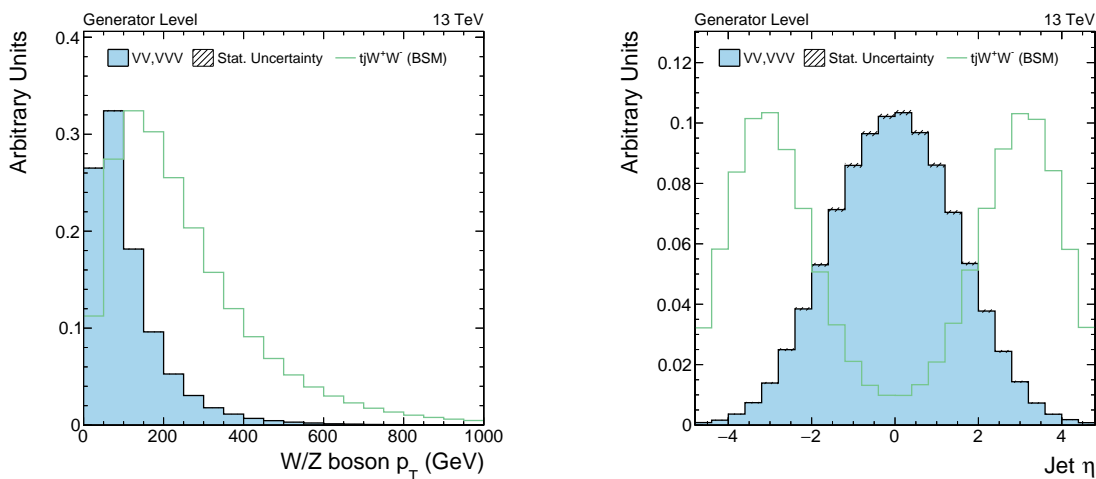 Generator Level 13 TeV
Arbitrary Units
VV,VVV Stat. Uncertainty tjW⁺W⁻ (BSM)
0.4
0.3
0.2
0.1
0
0 200 400 600 800 1000
W/Z boson p_T (GeV)
Generator Level 13 TeV
Arbitrary Units
VV,VVV Stat. Uncertainty tjW⁺W⁻ (BSM)
0.12
0.1
0.08
0.06
0.04
0.02
0
−4 −2 0 2 4
Jet η